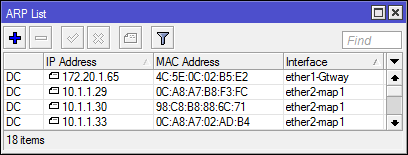 ARP List
Find
IP Address MAC Address Interface
DC 172.20.1.65 4C:5E:0C:02:B5:E2 ether1-Gtway
DC 10.1.1.29 0C:A8:A7:B8:F3:FC ether2-map1
DC 10.1.1.30 98:C8:B8:88:6C:71 ether2-map1
DC 10.1.1.33 0C:A8:A7:02:AD:B4 ether2-map1
18 items